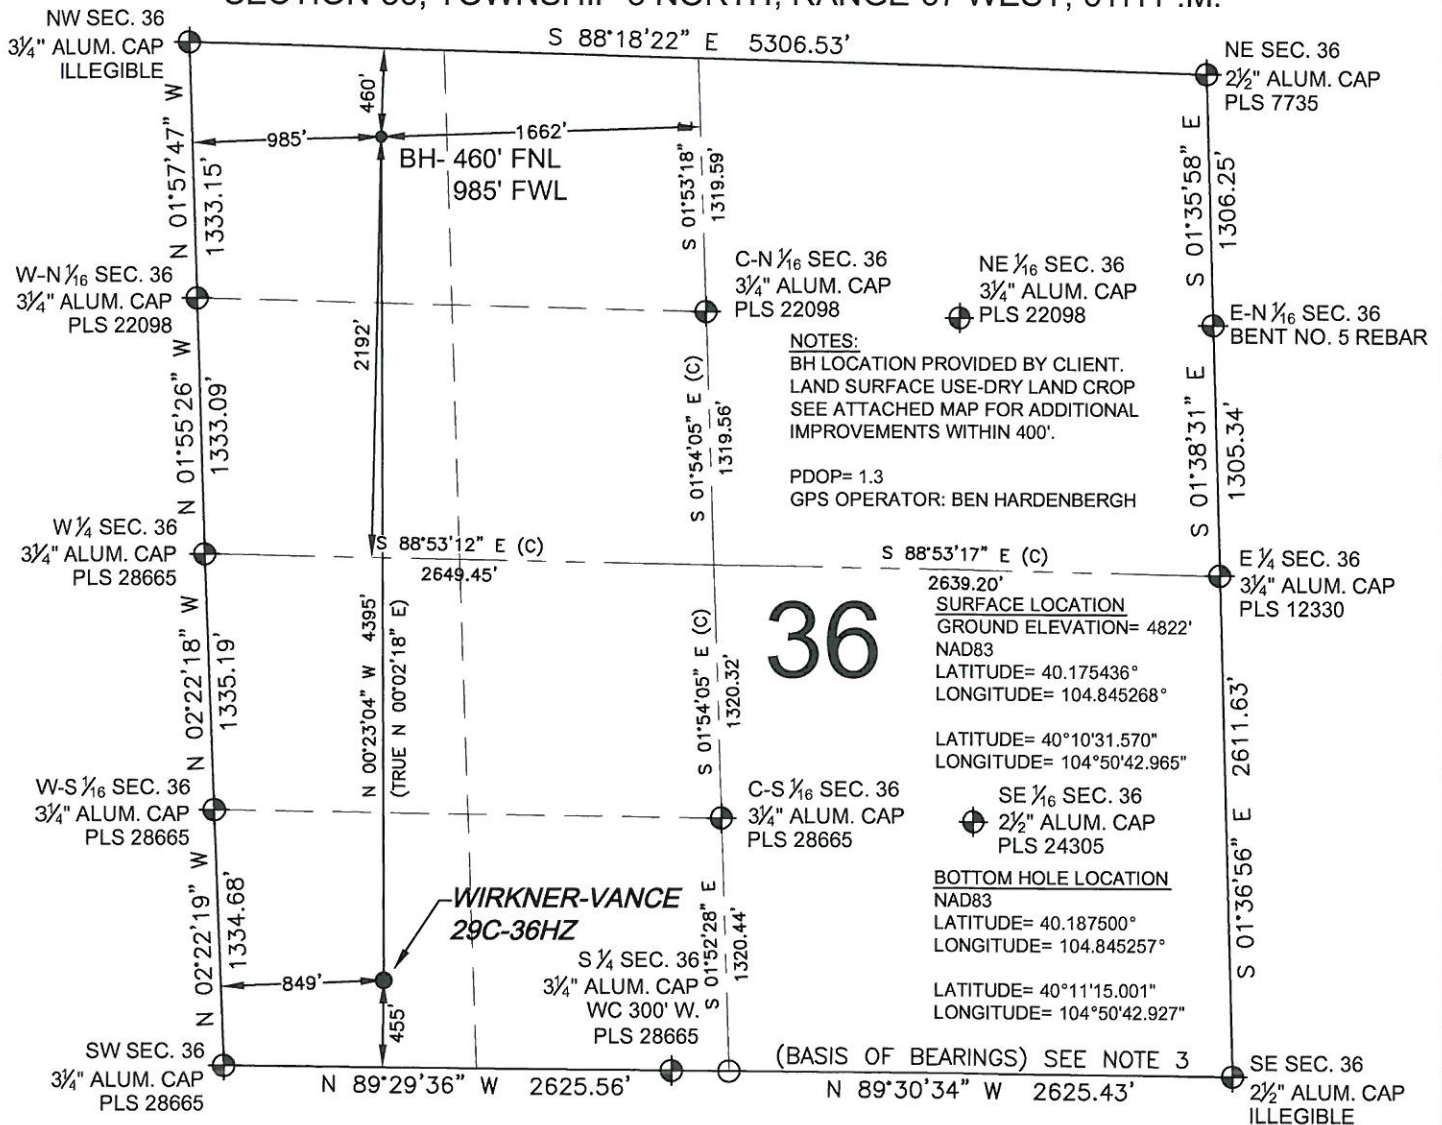 NW SEC. 36
3¼" ALUM. CAP
ILLEGIBLE
S 88°18'22" E 5306.53'
NE SEC. 36
2½" ALUM. CAP
PLS 7735
N 01°57'47" W
1333.15'
460'
985'
1662'
BH- 460' FNL
985' FWL
S 01°53'18" E
1319.59'
S 01°35'58" E
1306.25'
W-N 1/16 SEC. 36
3¼" ALUM. CAP
PLS 22098
C-N 1/16 SEC. 36
3¼" ALUM. CAP
PLS 22098
NE 1/16 SEC. 36
3¼" ALUM. CAP
PLS 22098
E-N 1/16 SEC. 36
BENT NO. 5 REBAR
2192'
NOTES:
BH LOCATION PROVIDED BY CLIENT.
LAND SURFACE USE-DRY LAND CROP
SEE ATTACHED MAP FOR ADDITIONAL
IMPROVEMENTS WITHIN 400'.
PDOP= 1.3
GPS OPERATOR: BEN HARDENBERGH
N 01°55'26" W
1333.09'
S 01°54'05" E (C)
1319.56'
S 01°38'31" E
1305.34'
W ¼ SEC. 36
3¼" ALUM. CAP
PLS 28665
S 88°53'12" E (C)
2649.45'
S 88°53'17" E (C)
2639.20'
E ¼ SEC. 36
3¼" ALUM. CAP
PLS 12330
36
SURFACE LOCATION
GROUND ELEVATION= 4822'
NAD83
LATITUDE= 40.175436°
LONGITUDE= 104.845268°
LATITUDE= 40°10'31.570"
LONGITUDE= 104°50'42.965"
N 02°22'18" W
1335.19'
N 00°23'04" W 4395'
(TRUE N 00°02'18" E)
S 01°54'05" E (C)
1320.32'
S 01°36'56" E 2611.63'
W-S 1/16 SEC. 36
3¼" ALUM. CAP
PLS 28665
C-S 1/16 SEC. 36
3¼" ALUM. CAP
PLS 28665
SE 1/16 SEC. 36
2½" ALUM. CAP
PLS 24305
BOTTOM HOLE LOCATION
NAD83
LATITUDE= 40.187500°
LONGITUDE= 104.845257°
LATITUDE= 40°11'15.001"
LONGITUDE= 104°50'42.927"
N 02°22'19" W
1334.68'
WIRKNER-VANCE
29C-36HZ
849'
455'
S 01°52'28" E
1320.44'
S ¼ SEC. 36
3¼" ALUM. CAP
WC 300' W.
PLS 28665
SW SEC. 36
3¼" ALUM. CAP
PLS 28665
N 89°29'36" W 2625.56'
(BASIS OF BEARINGS) SEE NOTE 3
N 89°30'34" W 2625.43'
SE SEC. 36
2½" ALUM. CAP
ILLEGIBLE